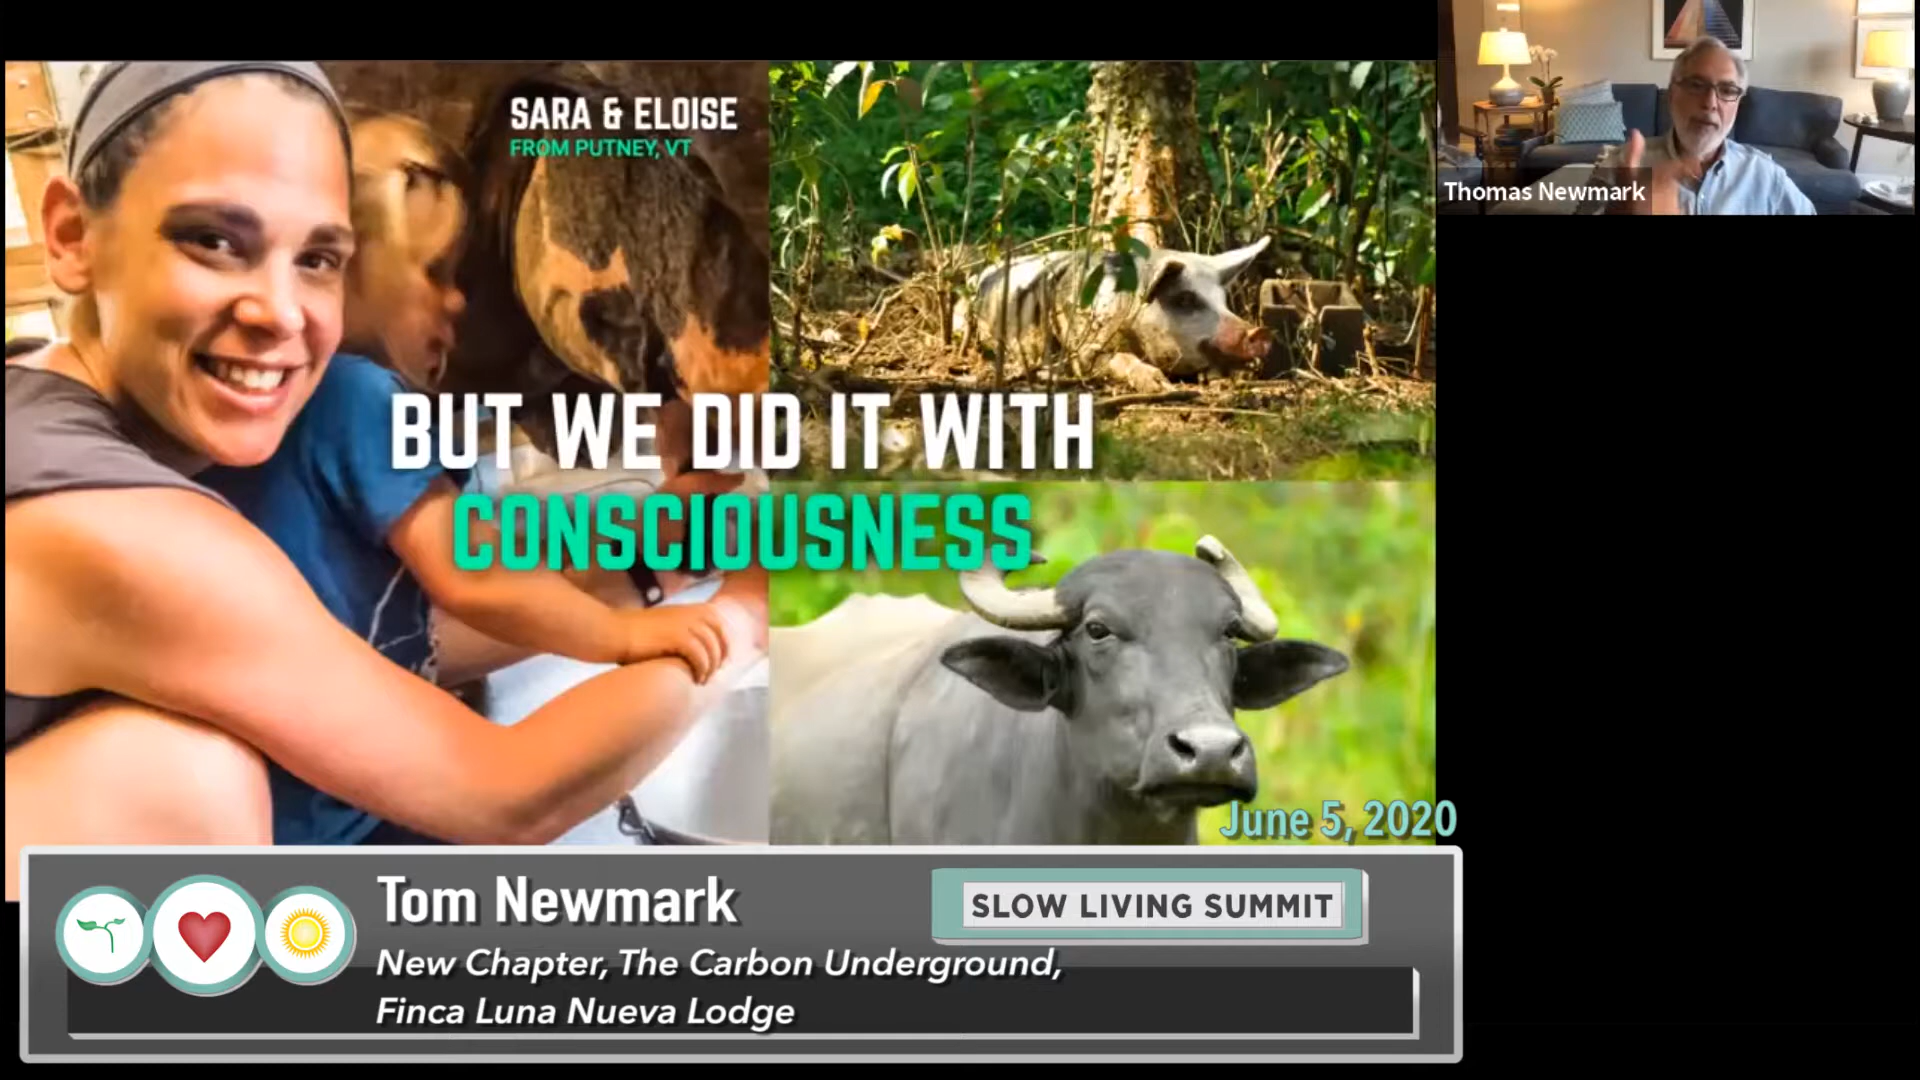 SARA & ELOISE
FROM PUTNEY, VT
Thomas Newmark
BUT WE DID IT WITH
CONSCIOUSNESS
June 5, 2020
Tom Newmark
SLOW LIVING SUMMIT
New Chapter, The Carbon Underground,
Finca Luna Nueva Lodge